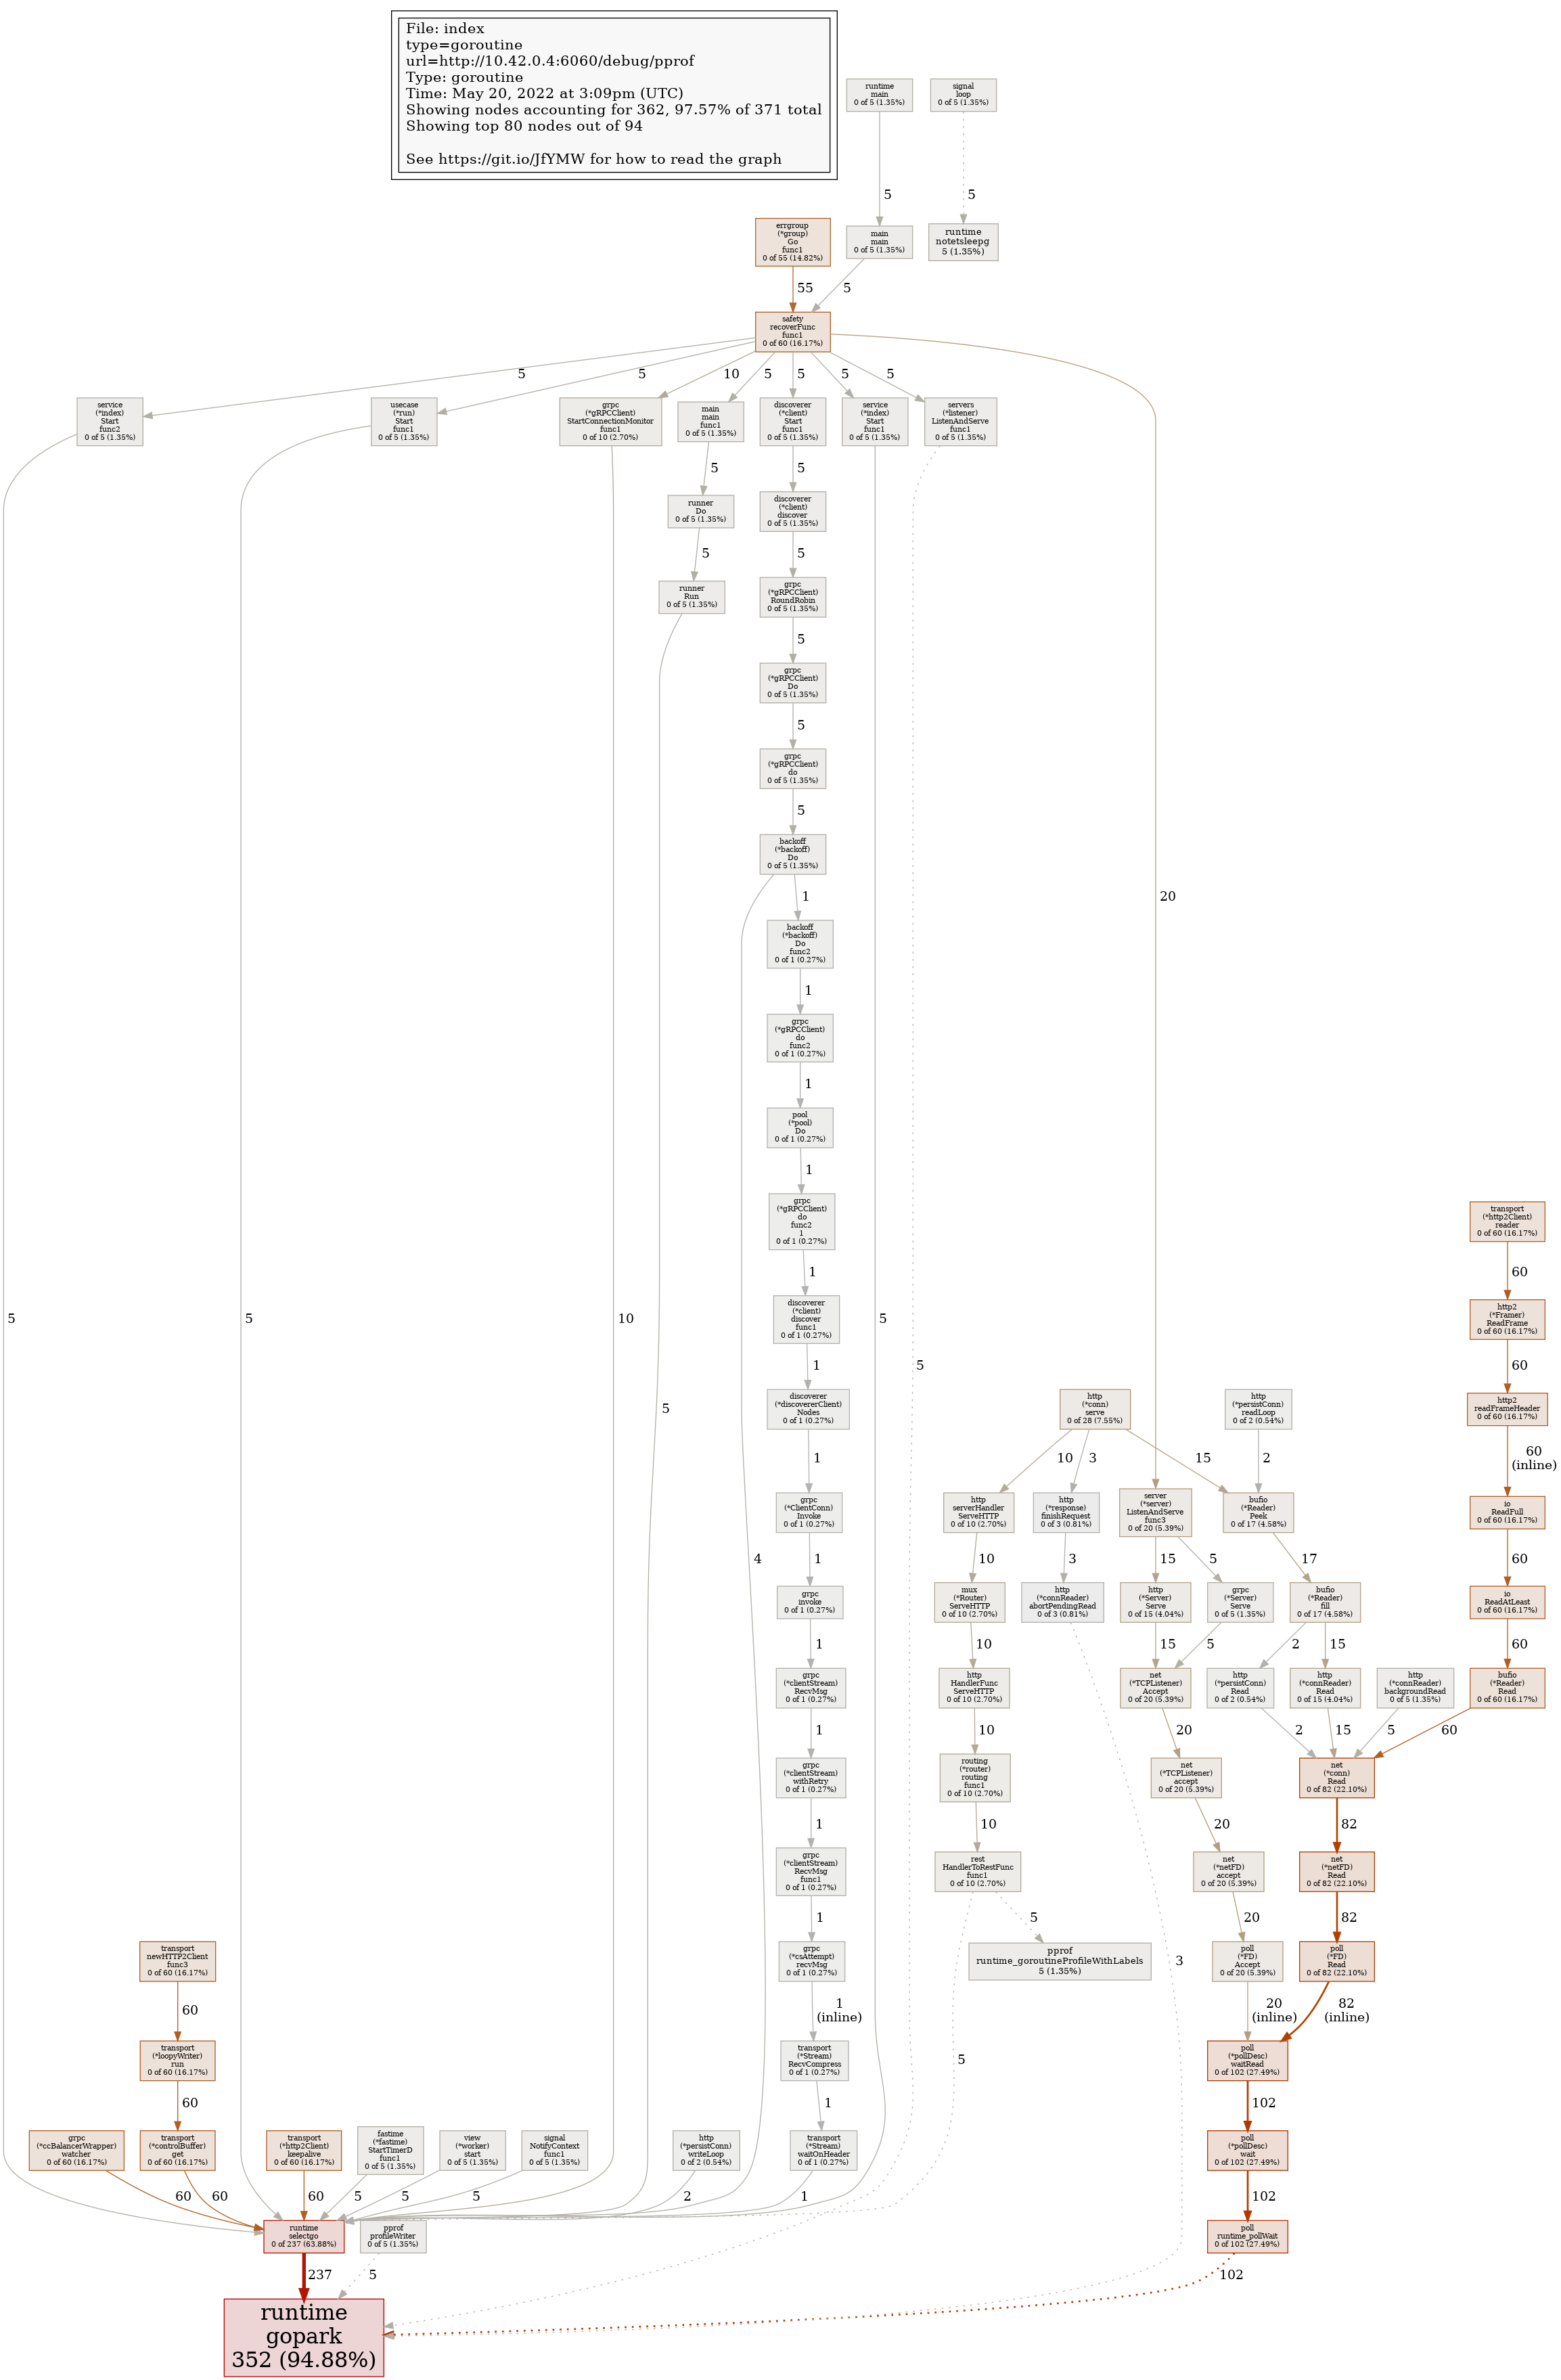 File: index
type=goroutine
url=http://10.42.0.4:6060/debug/pprof
Type: goroutine
Time: May 20, 2022 at 3:09pm (UTC)
Showing nodes accounting for 362, 97.57% of 371 total
Showing top 80 nodes out of 94
See https://git.io/JfYMW for how to read the graph
runtime
main
0 of 5 (1.35%)
signal
loop
0 of 5 (1.35%)
5
5
errgroup
(*group)
Go
func1
0 of 55 (14.82%)
main
main
0 of 5 (1.35%)
runtime
notetsleepg
5 (1.35%)
55
5
safety
recoverFunc
func1
0 of 60 (16.17%)
5
5
10
5
5
5
5
20
service
(*index)
Start
func2
0 of 5 (1.35%)
usecase
(*run)
Start
func1
0 of 5 (1.35%)
grpc
(*gRPCClient)
StartConnectionMonitor
func1
0 of 10 (2.70%)
main
main
func1
0 of 5 (1.35%)
discoverer
(*client)
Start
func1
0 of 5 (1.35%)
service
(*index)
Start
func1
0 of 5 (1.35%)
servers
(*listener)
ListenAndServe
func1
0 of 5 (1.35%)
5
5
runner
Do
0 of 5 (1.35%)
discoverer
(*client)
discover
0 of 5 (1.35%)
5
5
runner
Run
0 of 5 (1.35%)
grpc
(*gRPCClient)
RoundRobin
0 of 5 (1.35%)
5
grpc
(*gRPCClient)
Do
0 of 5 (1.35%)
5
grpc
(*gRPCClient)
do
0 of 5 (1.35%)
5
backoff
(*backoff)
Do
0 of 5 (1.35%)
1
backoff
(*backoff)
Do
func2
0 of 1 (0.27%)
1
grpc
(*gRPCClient)
do
func2
0 of 1 (0.27%)
1
pool
(*pool)
Do
0 of 1 (0.27%)
1
grpc
(*gRPCClient)
do
func2
1
0 of 1 (0.27%)
1
discoverer
(*client)
discover
func1
0 of 1 (0.27%)
1
discoverer
(*discovererClient)
Nodes
0 of 1 (0.27%)
1
grpc
(*ClientConn)
Invoke
0 of 1 (0.27%)
1
grpc
invoke
0 of 1 (0.27%)
1
grpc
(*clientStream)
RecvMsg
0 of 1 (0.27%)
1
grpc
(*clientStream)
withRetry
0 of 1 (0.27%)
1
grpc
(*clientStream)
RecvMsg
func1
0 of 1 (0.27%)
1
grpc
(*csAttempt)
recvMsg
0 of 1 (0.27%)
1
(inline)
transport
(*Stream)
RecvCompress
0 of 1 (0.27%)
1
transport
(*Stream)
waitOnHeader
0 of 1 (0.27%)
1
5
5
10
5
4
5
5
transport
(*http2Client)
reader
0 of 60 (16.17%)
60
http2
(*Framer)
ReadFrame
0 of 60 (16.17%)
60
http2
readFrameHeader
0 of 60 (16.17%)
60
(inline)
io
ReadFull
0 of 60 (16.17%)
60
io
ReadAtLeast
0 of 60 (16.17%)
60
bufio
(*Reader)
Read
0 of 60 (16.17%)
60
http
(*conn)
serve
0 of 28 (7.55%)
http
(*persistConn)
readLoop
0 of 2 (0.54%)
10
3
15
2
http
serverHandler
ServeHTTP
0 of 10 (2.70%)
http
(*response)
finishRequest
0 of 3 (0.81%)
server
(*server)
ListenAndServe
func3
0 of 20 (5.39%)
bufio
(*Reader)
Peek
0 of 17 (4.58%)
10
3
15
5
17
mux
(*Router)
ServeHTTP
0 of 10 (2.70%)
http
(*connReader)
abortPendingRead
0 of 3 (0.81%)
http
(*Server)
Serve
0 of 15 (4.04%)
grpc
(*Server)
Serve
0 of 5 (1.35%)
bufio
(*Reader)
fill
0 of 17 (4.58%)
10
15
5
2
15
http
HandlerFunc
ServeHTTP
0 of 10 (2.70%)
net
(*TCPListener)
Accept
0 of 20 (5.39%)
http
(*persistConn)
Read
0 of 2 (0.54%)
http
(*connReader)
Read
0 of 15 (4.04%)
http
(*connReader)
backgroundRead
0 of 5 (1.35%)
10
20
2
15
5
routing
(*router)
routing
func1
0 of 10 (2.70%)
net
(*TCPListener)
accept
0 of 20 (5.39%)
net
(*conn)
Read
0 of 82 (22.10%)
10
20
82
rest
HandlerToRestFunc
func1
0 of 10 (2.70%)
net
(*netFD)
accept
0 of 20 (5.39%)
net
(*netFD)
Read
0 of 82 (22.10%)
5
5
20
82
pprof
runtime_goroutineProfileWithLabels
5 (1.35%)
3
poll
(*FD)
Accept
0 of 20 (5.39%)
poll
(*FD)
Read
0 of 82 (22.10%)
20
(inline)
82
(inline)
poll
(*pollDesc)
waitRead
0 of 102 (27.49%)
102
poll
(*pollDesc)
wait
0 of 102 (27.49%)
102
poll
runtime_pollWait
0 of 102 (27.49%)
102
transport
newHTTP2Client
func3
0 of 60 (16.17%)
60
transport
(*loopyWriter)
run
0 of 60 (16.17%)
60
grpc
(*ccBalancerWrapper)
watcher
0 of 60 (16.17%)
transport
(*controlBuffer)
get
0 of 60 (16.17%)
transport
(*http2Client)
keepalive
0 of 60 (16.17%)
fastime
(*fastime)
StartTimerD
func1
0 of 5 (1.35%)
view
(*worker)
start
0 of 5 (1.35%)
signal
NotifyContext
func1
0 of 5 (1.35%)
http
(*persistConn)
writeLoop
0 of 2 (0.54%)
60
60
60
5
5
5
2
runtime
selectgo
0 of 237 (63.88%)
pprof
profileWriter
0 of 5 (1.35%)
237
5
runtime
gopark
352 (94.88%)